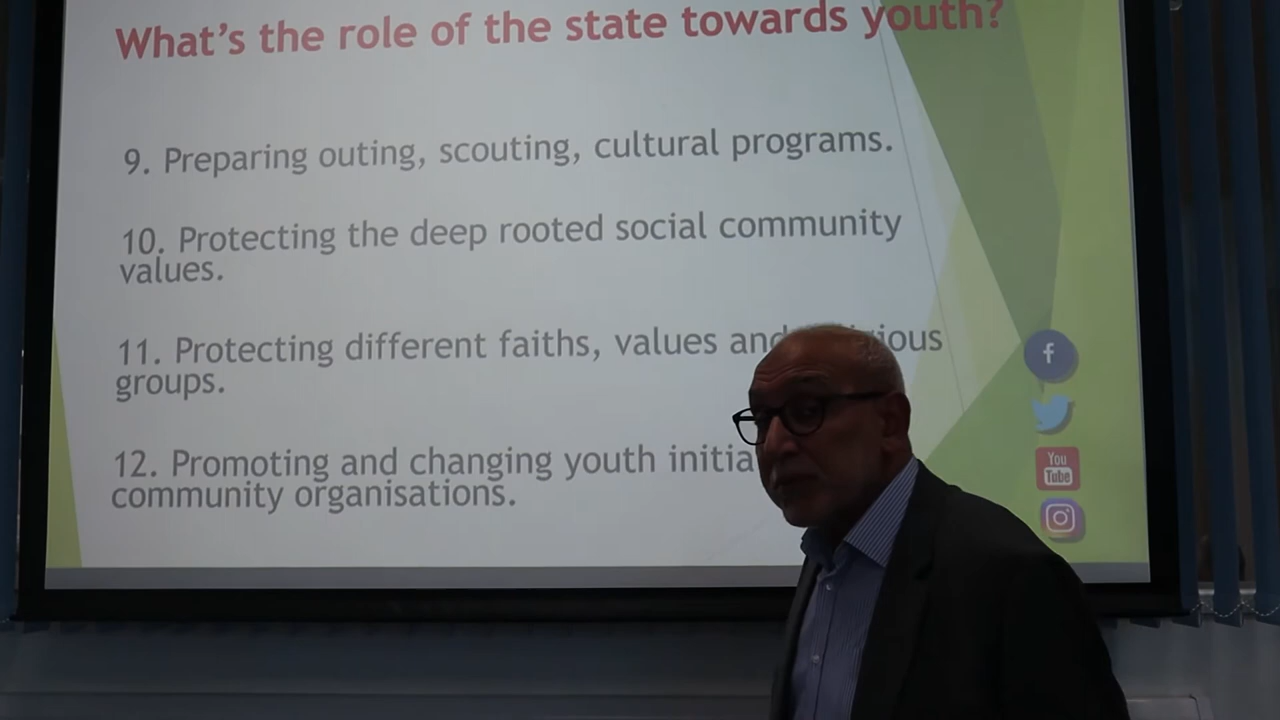 What's the role of the state towards youth?
9. Preparing outing, scouting, cultural programs.
10. Protecting the deep rooted social community
values.
11. Protecting different faiths, values and
groups.
12. Promoting and changing youth
community organisations.
f
You
Tube